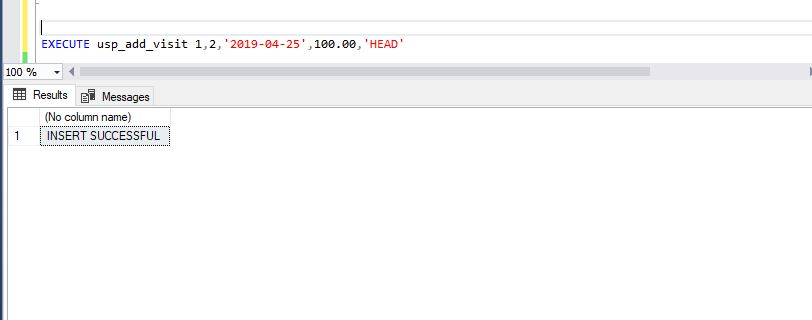 EXECUTE usp_add_visit 1,2,'2019-04-25',100.00,'HEAD'
100 %
Results Messages
(No column name)
1 INSERT SUCCESSFUL